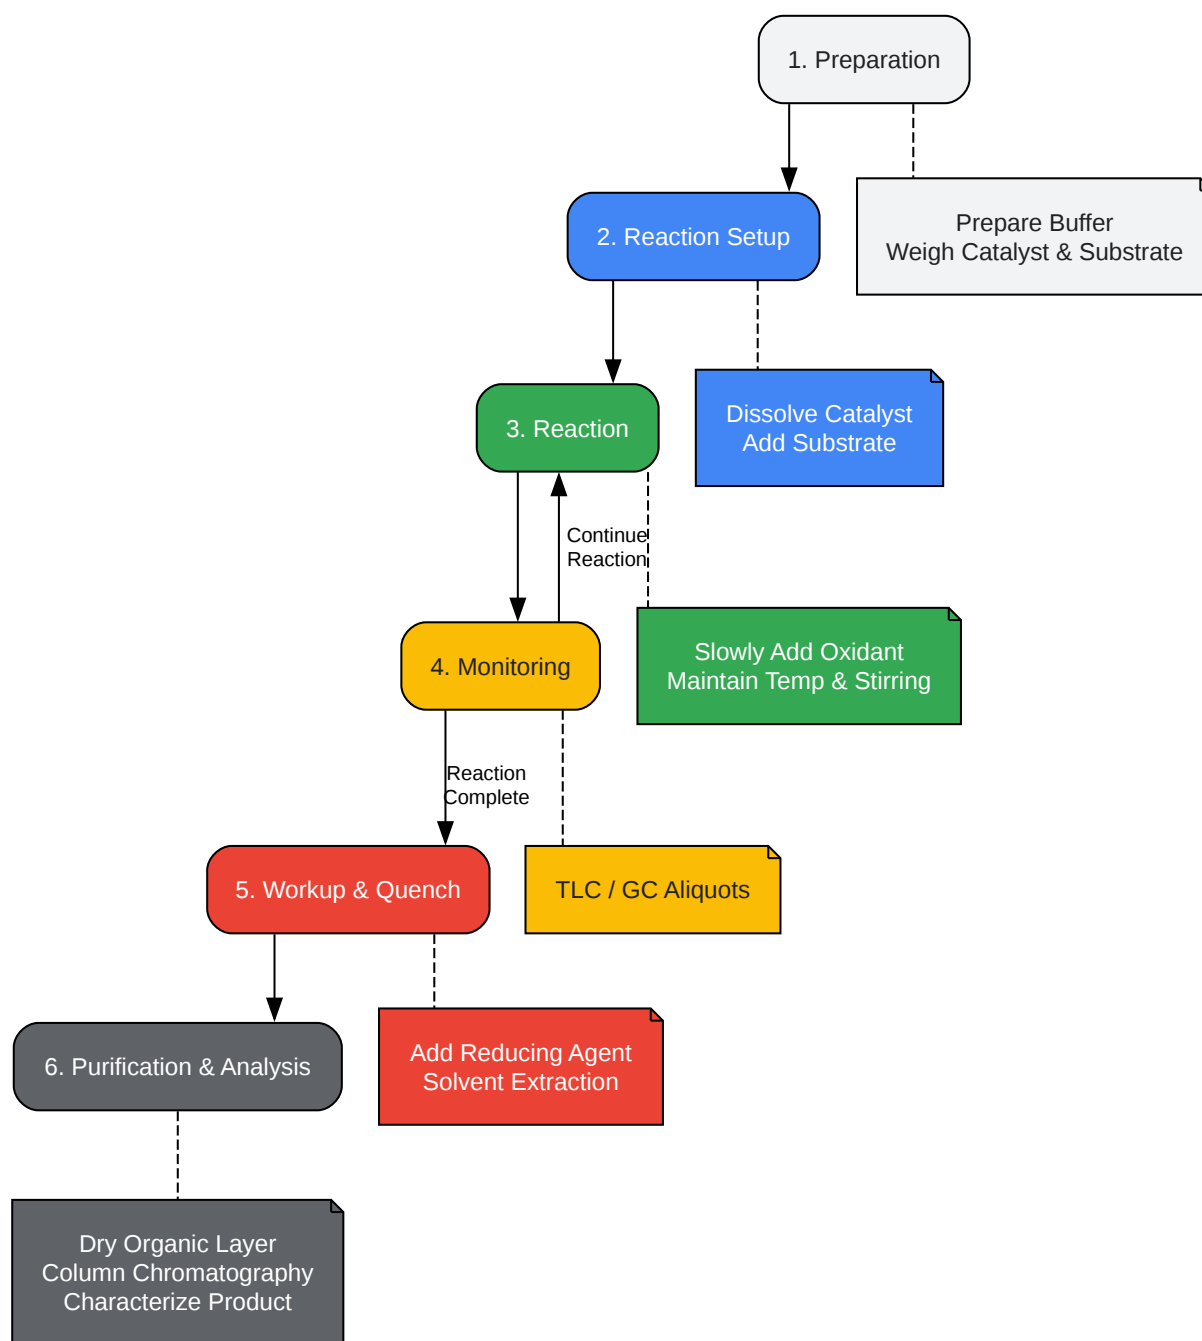 1. Preparation
Prepare Buffer
Weigh Catalyst & Substrate
2. Reaction Setup
Dissolve Catalyst
Add Substrate
3. Reaction
Continue
Reaction
Slowly Add Oxidant
Maintain Temp & Stirring
4. Monitoring
Reaction
Complete
TLC / GC Aliquots
5. Workup & Quench
Add Reducing Agent
Solvent Extraction
6. Purification & Analysis
Dry Organic Layer
Column Chromatography
Characterize Product